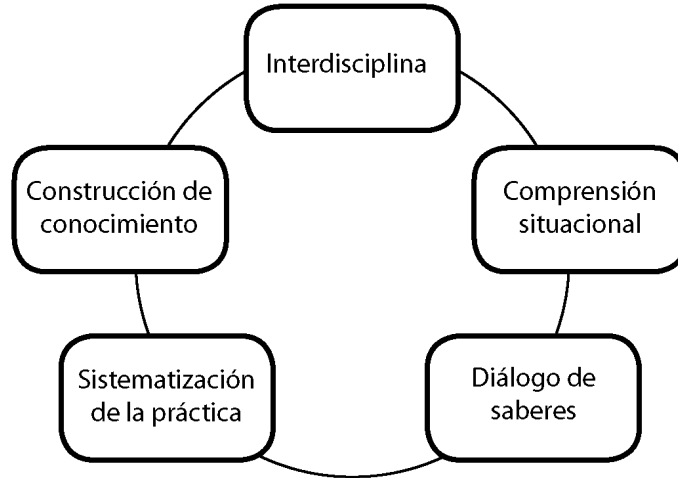 Interdisciplina
Construcción de
conocimiento
Comprensión
situacional
Sistematización
de la práctica
Diálogo de
saberes